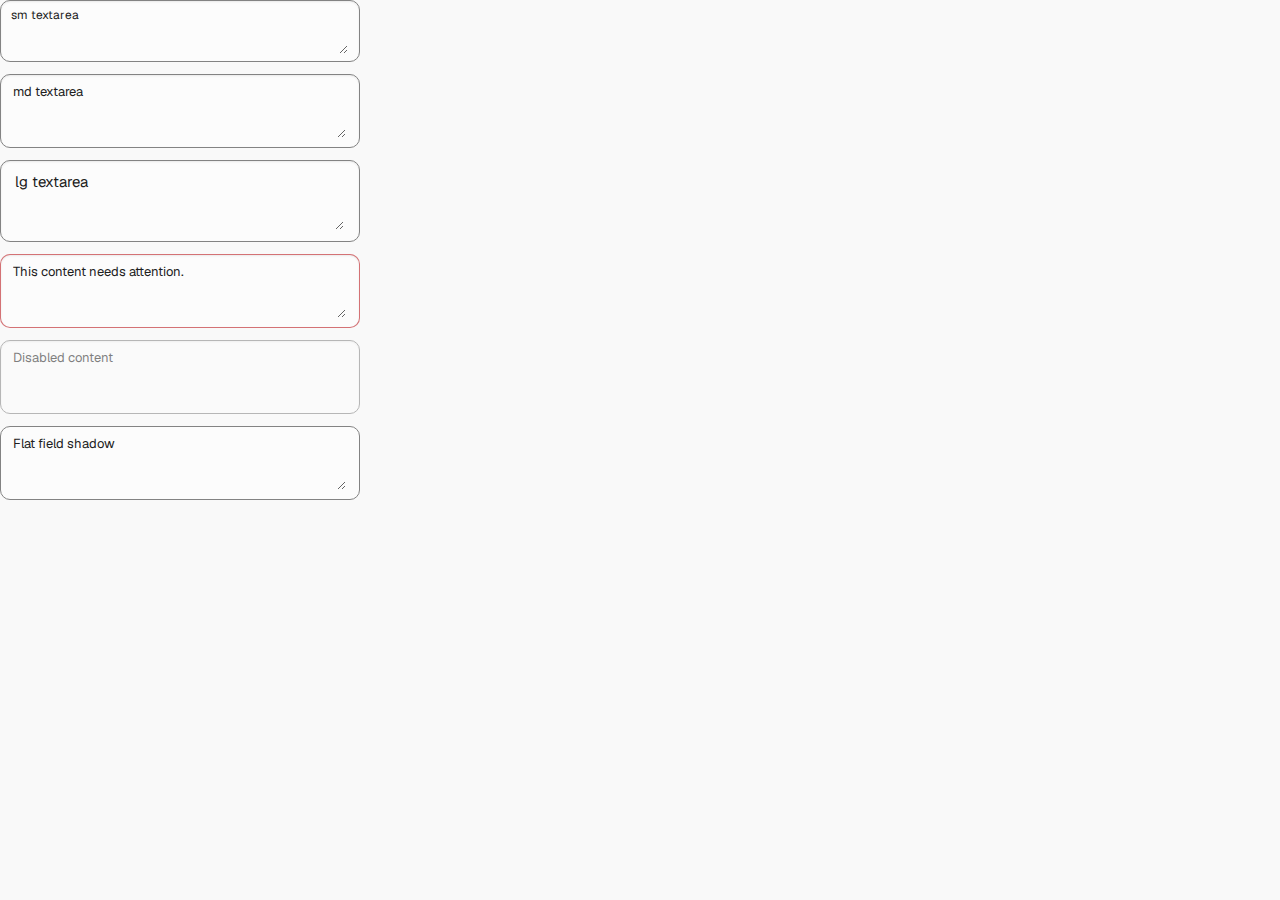 sm textarea
md textarea
lg textarea
This content needs attention.
Disabled content
Flat field shadow